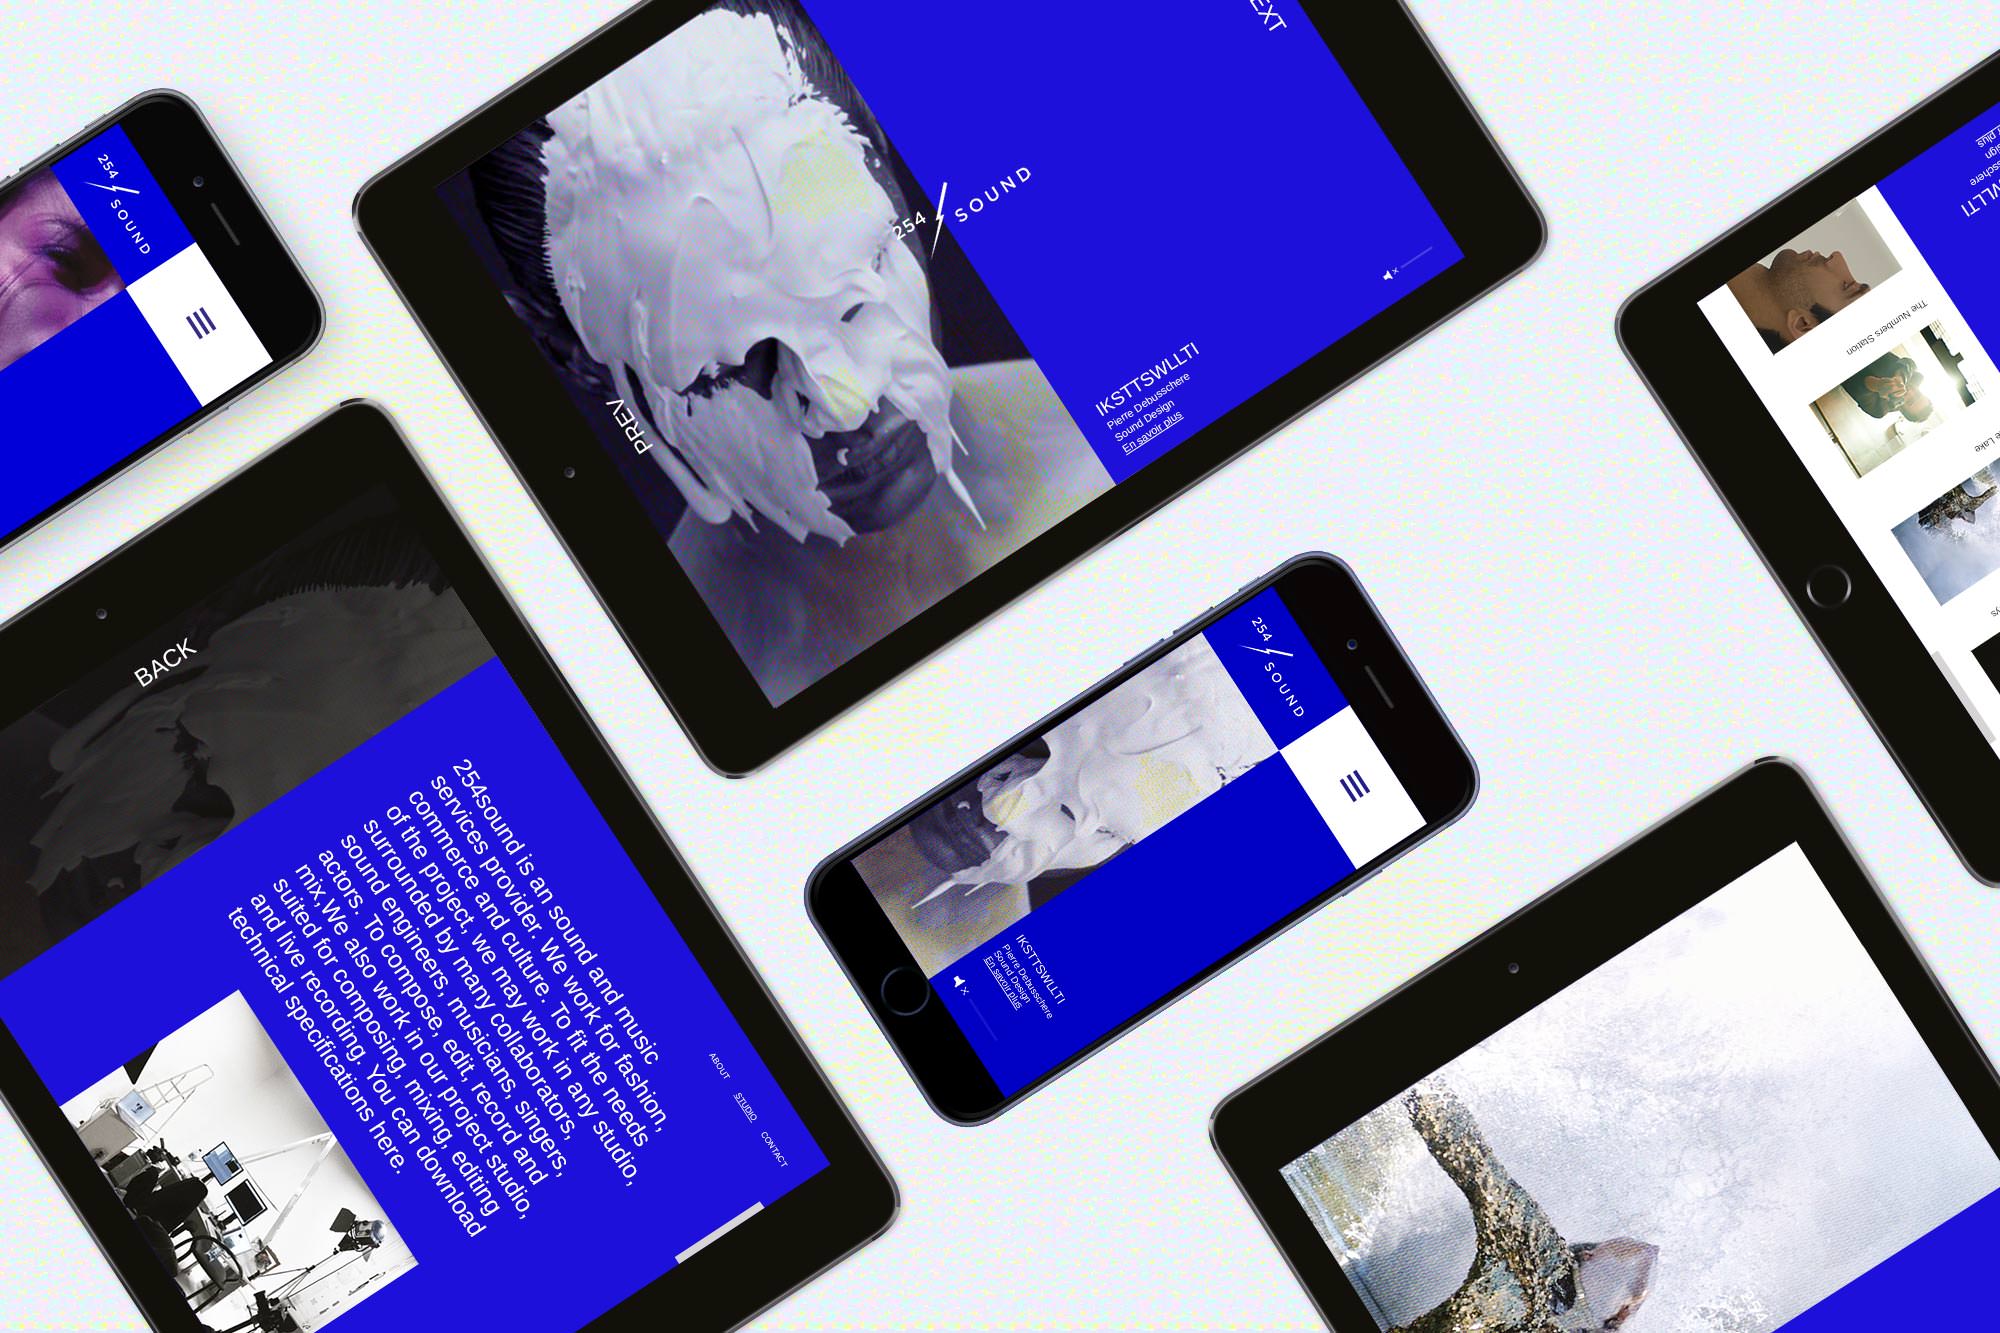 254 SOUND
PREV
EXT
254 SOUND
IKSTTSWLLTI
Pierre Debusschere
Sound Design
En savoir plus
BACK
254sound is an sound and music
services provider. We work for fashion,
commerce and culture. To fit the needs
of the project, we may work in any studio,
surrounded by many collaborators,
sound engineers, musicians, singers,
actors. To compose, edit, record and
mix.We also work in our project studio,
suited for composing, mixing, editing
and live recording. You can download
technical specifications here.
ABOUT STUDIO CONTACT
254 SOUND
IKSTTSWLLTI
Pierre Debusschere
Sound Design
En savoir plus
WLLTI
sschere
sign
plus
The Numbers Station
e Lake
ys
254